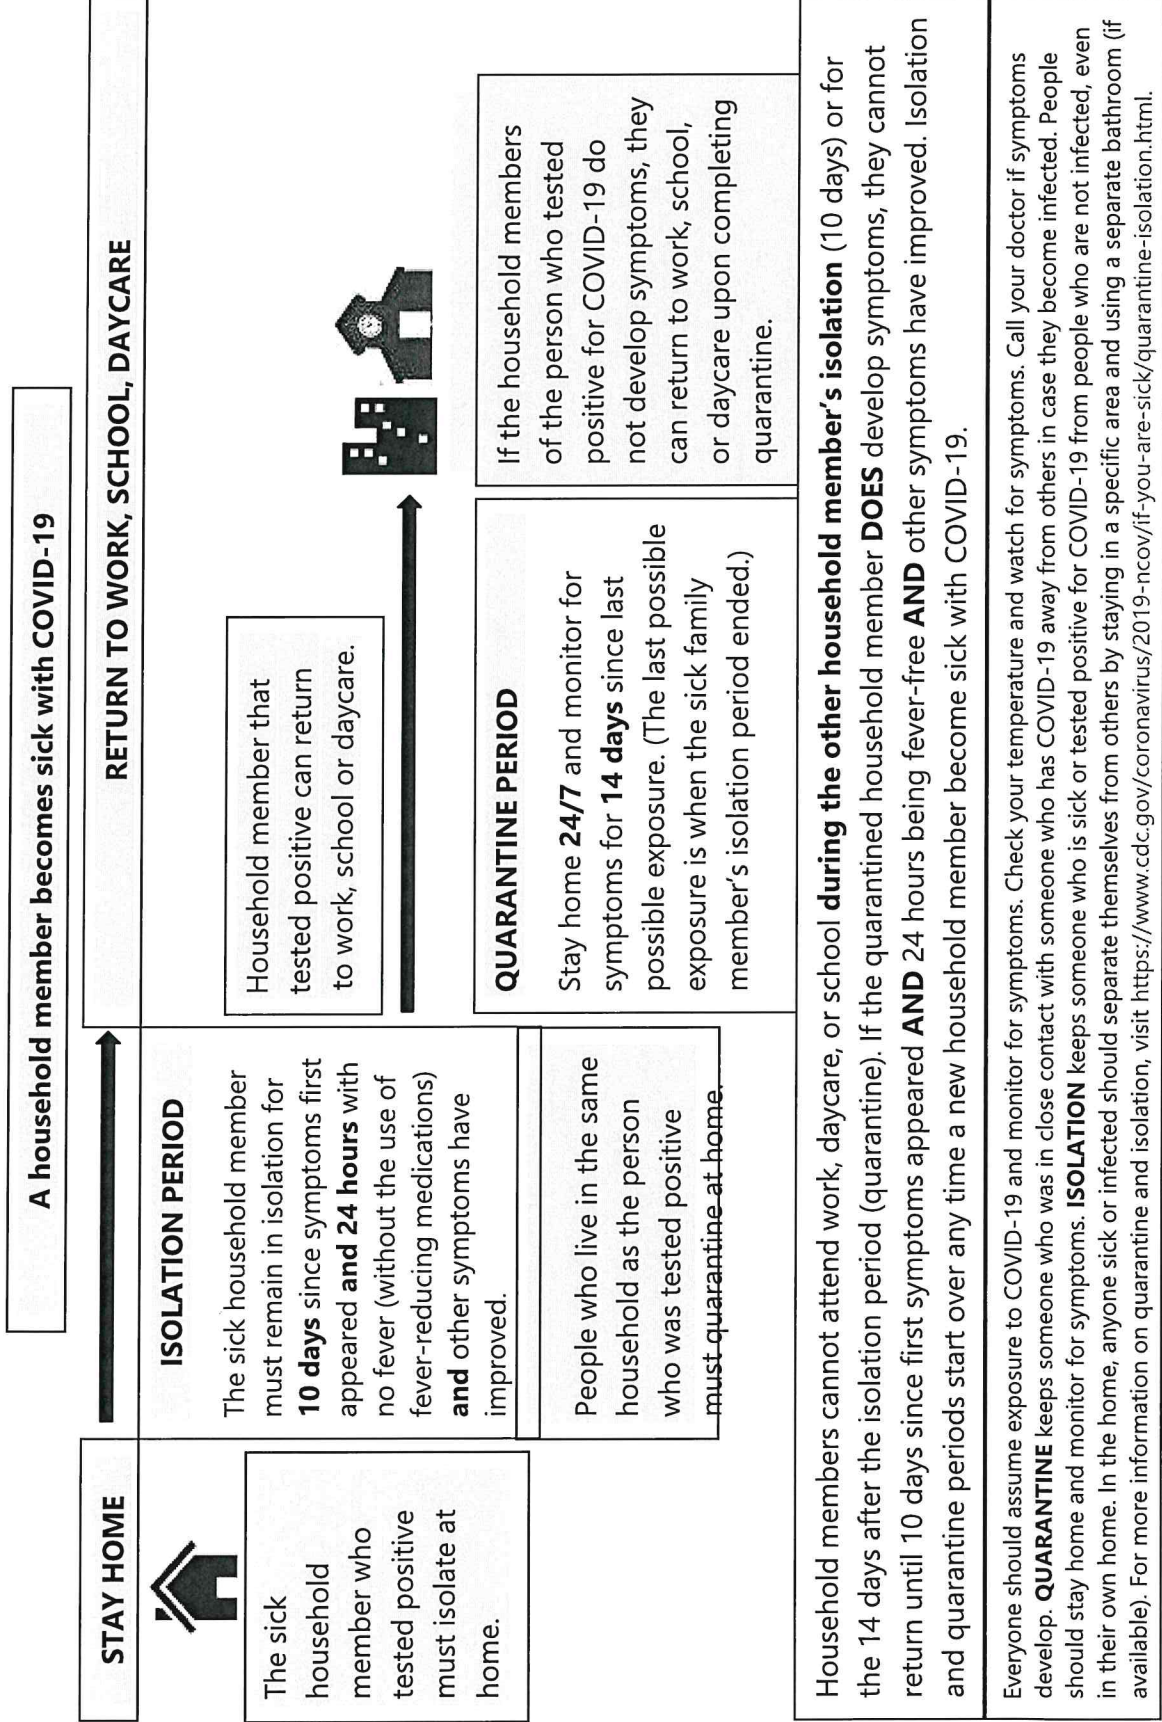 A household member becomes sick with COVID-19
STAY HOME
RETURN TO WORK, SCHOOL, DAYCARE
The sick
household
member who
tested positive
must isolate at
home.
ISOLATION PERIOD
The sick household member
must remain in isolation for
10 days since symptoms first
appeared and 24 hours with
no fever (without the use of
fever-reducing medications)
and other symptoms have
improved.
People who live in the same
household as the person
who was tested positive
must quarantine at home.
Household member that
tested positive can return
to work, school or daycare.
QUARANTINE PERIOD
Stay home 24/7 and monitor for
symptoms for 14 days since last
possible exposure. (The last possible
exposure is when the sick family
member's isolation period ended.)
If the household members
of the person who tested
positive for COVID-19 do
not develop symptoms, they
can return to work, school,
or daycare upon completing
quarantine.
Household members cannot attend work, daycare, or school during the other household member's isolation (10 days) or for
the 14 days after the isolation period (quarantine). If the quarantined household member DOES develop symptoms, they cannot
return until 10 days since first symptoms appeared AND 24 hours being fever-free AND other symptoms have improved. Isolation
and quarantine periods start over any time a new household member become sick with COVID-19.
Everyone should assume exposure to COVID-19 and monitor for symptoms. Check your temperature and watch for symptoms. Call your doctor if symptoms
develop. QUARANTINE keeps someone who was in close contact with someone who has COVID-19 away from others in case they become infected. People
should stay home and monitor for symptoms. ISOLATION keeps someone who is sick or tested positive for COVID-19 from people who are not infected, even
in their own home. In the home, anyone sick or infected should separate themselves from others by staying in a specific area and using a separate bathroom (if
available). For more information on quarantine and isolation, visit https://www.cdc.gov/coronavirus/2019-ncov/if-you-are-sick/quarantine-isolation.html.